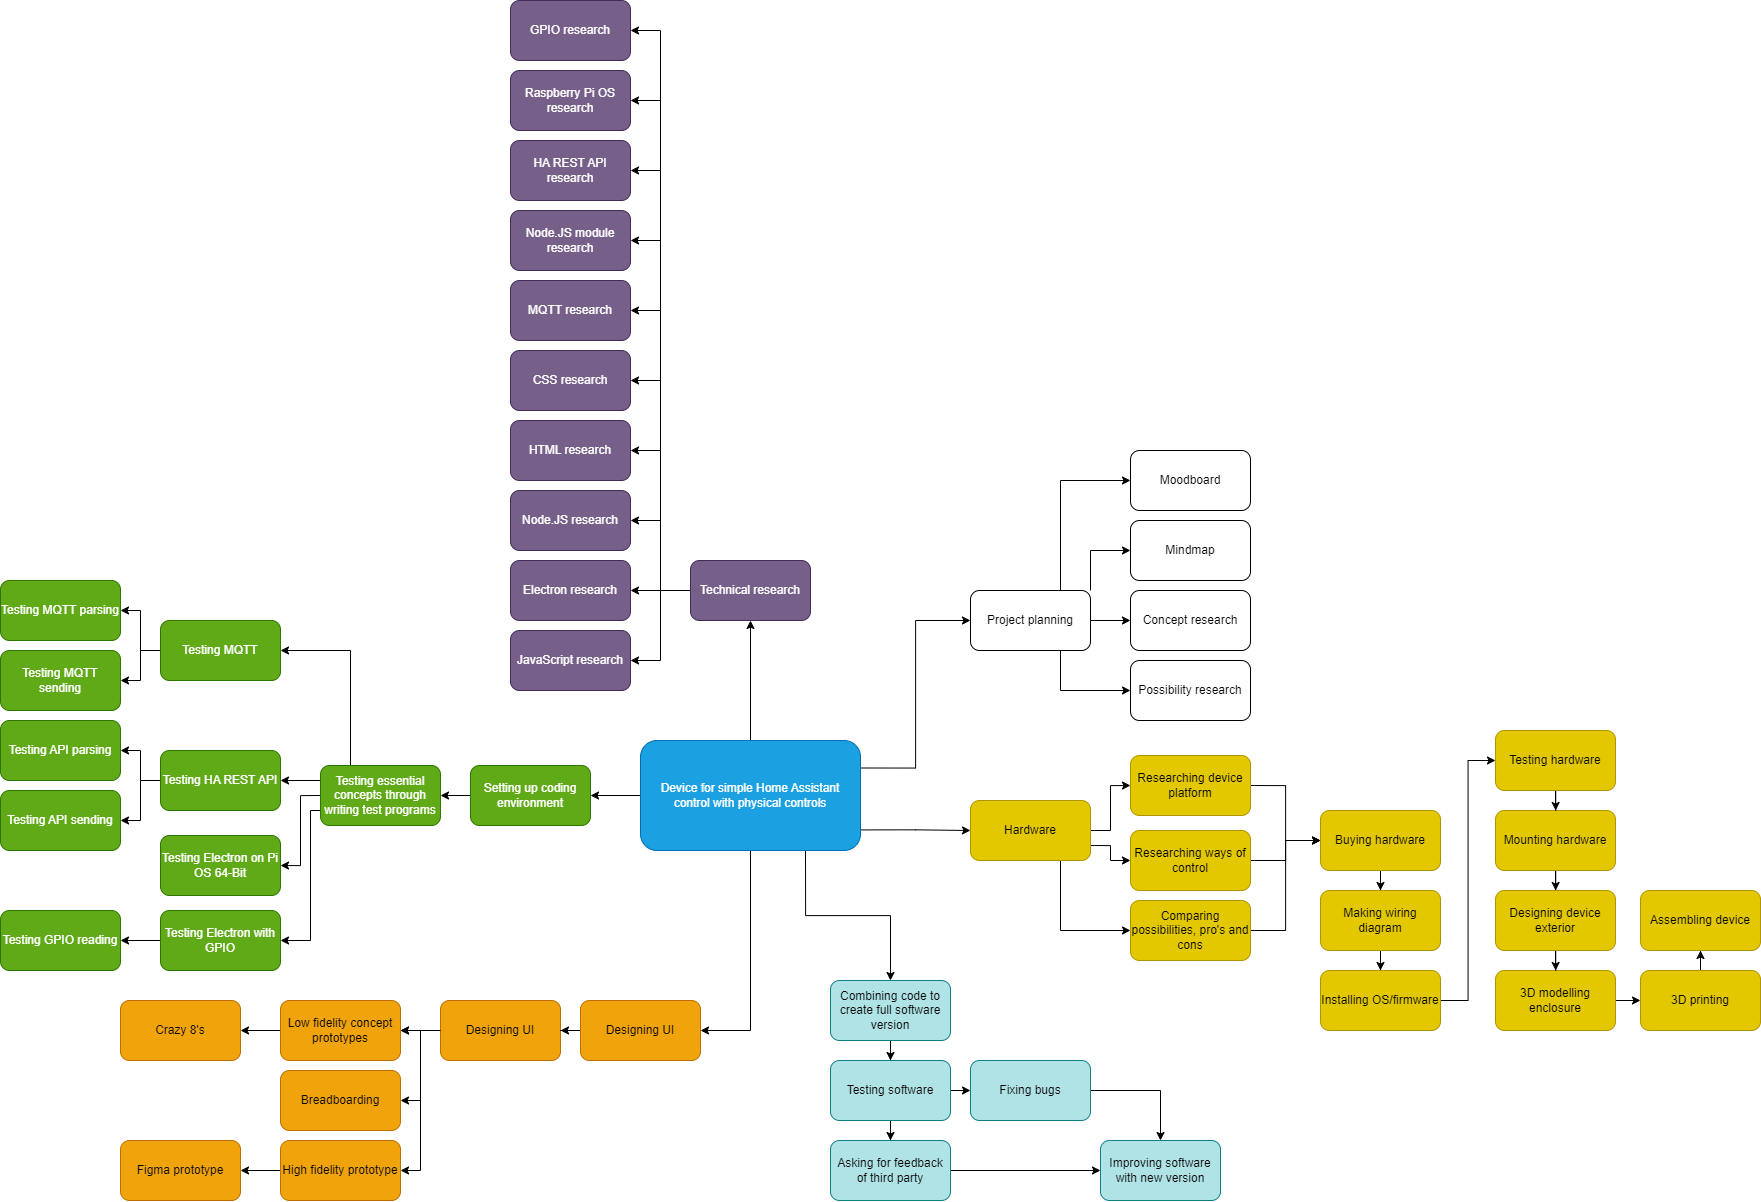 GPIO research
Raspberry Pi OS
research
HA REST API
research
Node.JS module
research
MQTT research
CSS research
HTML research
Node.JS research
Electron research
JavaScript research
Technical research
Moodboard
Mindmap
Project planning
Concept research
Possibility research
Testing MQTT parsing
Testing MQTT
sending
Testing MQTT
Testing API parsing
Testing API sending
Testing HA REST API
Testing Electron on Pi
OS 64-Bit
Testing GPIO reading
Testing Electron with
GPIO
Testing essential
concepts through
writing test programs
Setting up coding
environment
Device for simple Home Assistant
control with physical controls
Hardware
Researching device
platform
Researching ways of
control
Comparing
possibilities, pro's and
cons
Buying hardware
Making wiring
diagram
Installing OS/firmware
Testing hardware
Mounting hardware
Designing device
exterior
3D modelling
enclosure
3D printing
Assembling device
Crazy 8's
Low fidelity concept
prototypes
Designing UI
Designing UI
Breadboarding
Figma prototype
High fidelity prototype
Combining code to
create full software
version
Testing software
Fixing bugs
Asking for feedback
of third party
Improving software
with new version